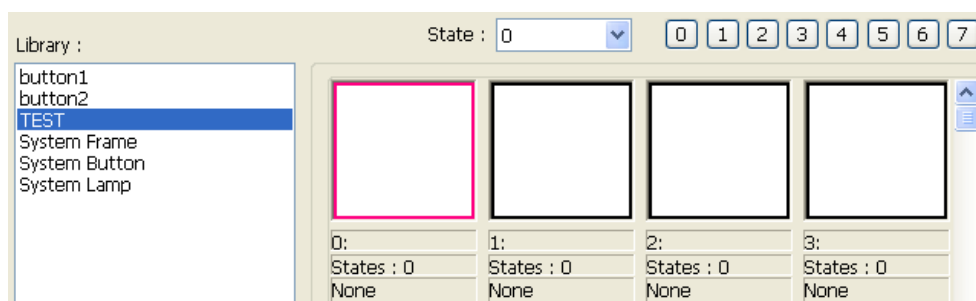 Library :
State : 0
0 1 2 3 4 5 6 7
button1
button2
TEST
System Frame
System Button
System Lamp
0: 1: 2: 3:
States : 0 States : 0 States : 0 States : 0
None None None None